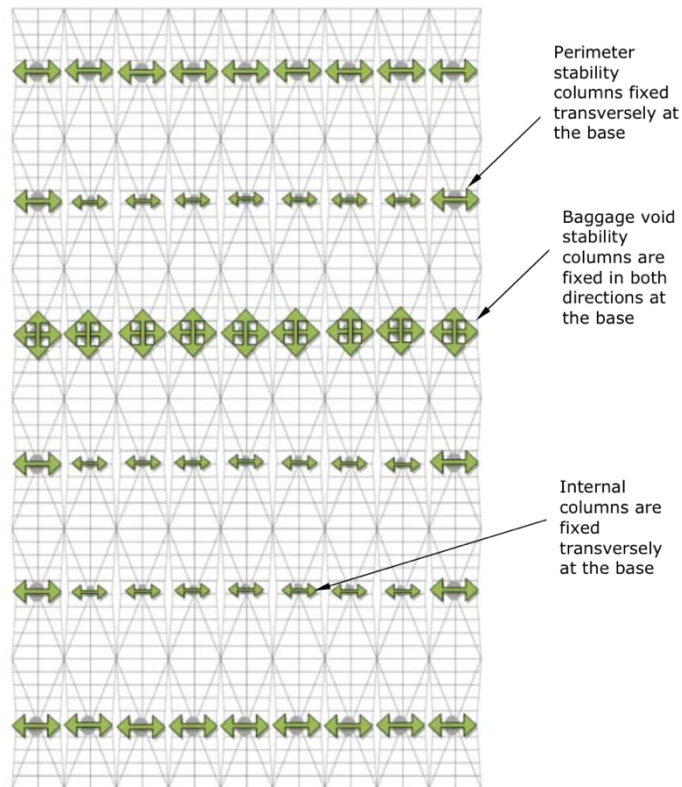 Perimeter
stability
columns fixed
transversely at
the base
Baggage void
stability
columns are
fixed in both
directions at
the base
Internal
columns are
fixed
transversely
at the base